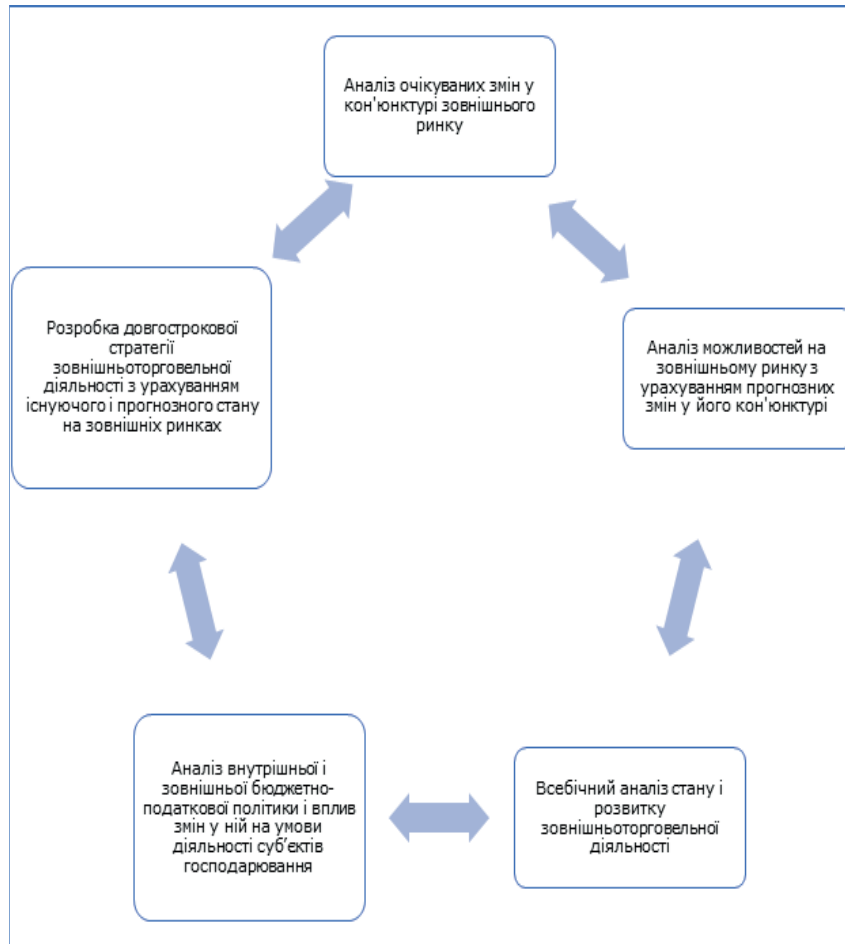 Аналіз очікуваних змін у
кон'юнктурі зовнішнього
ринку
Аналіз можливостей на
зовнішньому ринку з
урахуванням прогнозних
змін у його кон'юнктурі
Всебічний аналіз стану і
розвитку
зовнішньоторговельної
діяльності
Аналіз внутрішньої і
зовнішньої бюджетно-
податкової політики і вплив
змін у ній на умови
діяльності суб’єктів
господарювання
Розробка довгострокової
стратегії
зовнішньоторговельної
діяльності з урахуванням
існуючого і прогнозного стану
на зовнішніх ринках